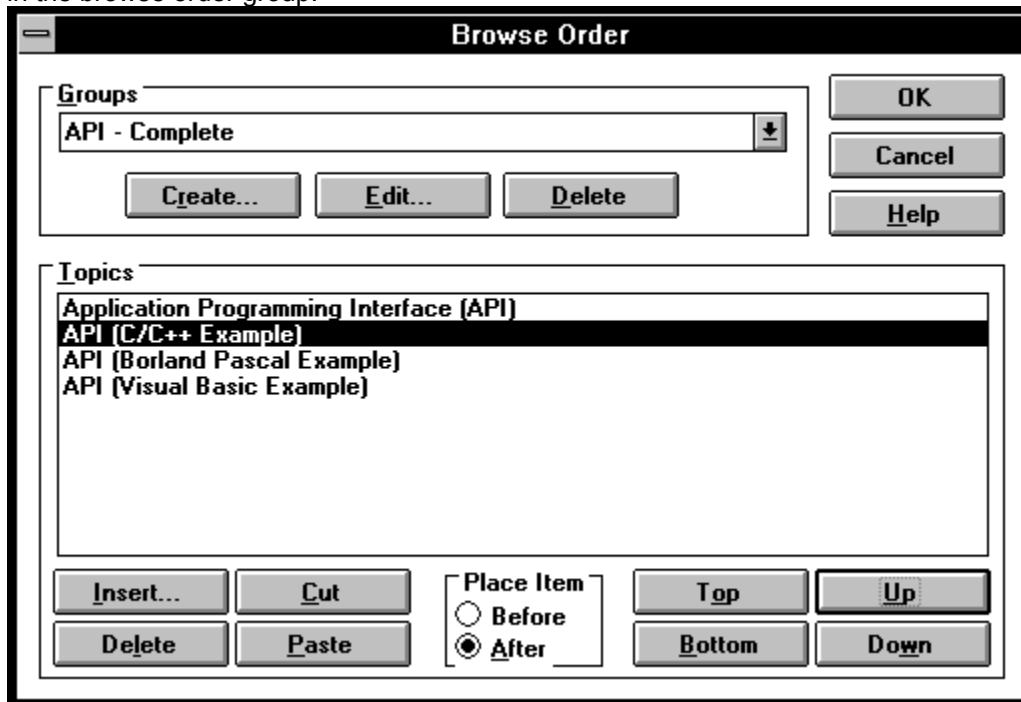 in the browse order group.
Browse Order
Groups
API - Complete
Create... Edit... Delete
OK
Cancel
Help
Topics
Application Programming Interface (API)
API (C/C++ Example)
API (Borland Pascal Example)
API (Visual Basic Example)
Insert... Cut
Delete Paste
Place Item
Before
After
Top Up
Bottom Down